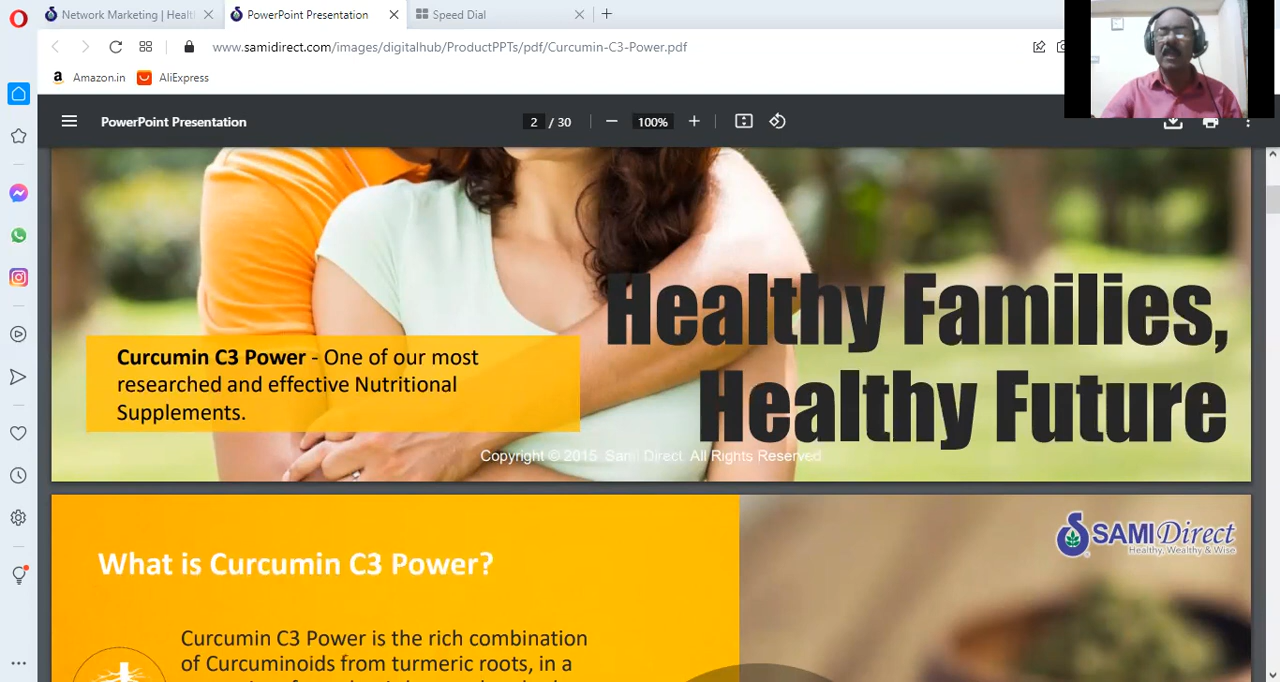 Network Marketing | Healt
PowerPoint Presentation
Speed Dial
www.samidirect.com/images/digitalhub/ProductPPTs/pdf/Curcumin-C3-Power.pdf
Amazon.in
AliExpress
PowerPoint Presentation
2 / 30
100%
Healthy Families,
Healthy Future
Curcumin C3 Power - One of our most
researched and effective Nutritional
Supplements.
Copyright © 2015 Sami Direct All Rights Reserved
SAMI Direct
Healthy, Wealthy & Wise
What is Curcumin C3 Power?
Curcumin C3 Power is the rich combination
of Curcuminoids from turmeric roots, in a